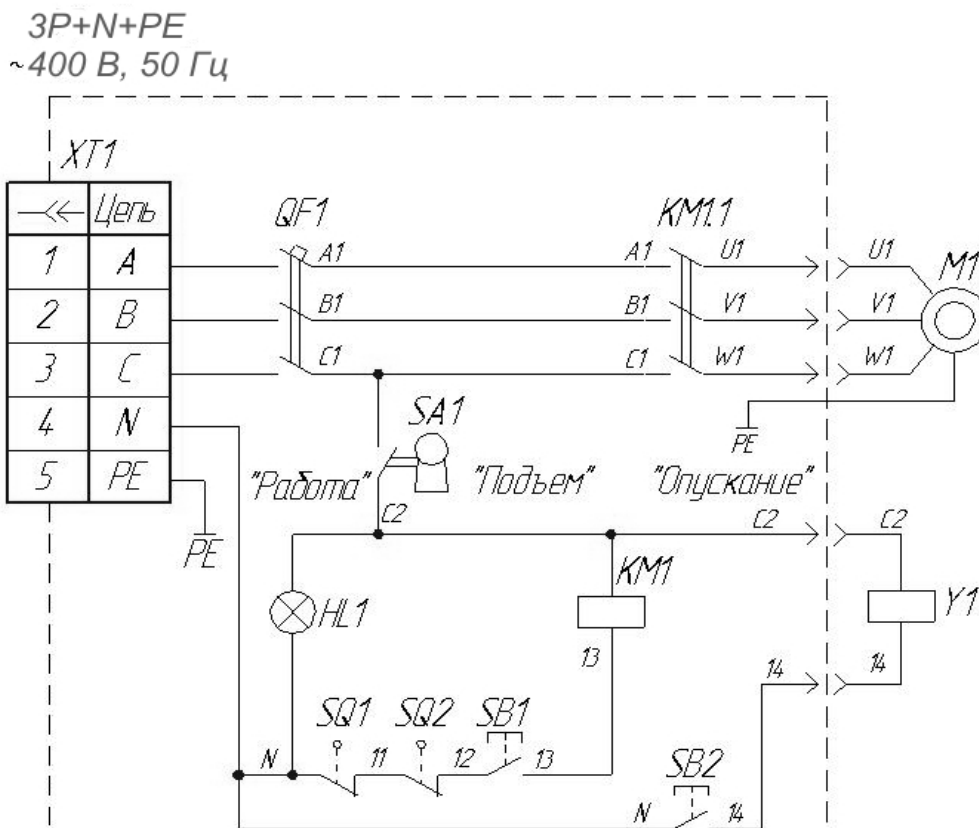 3P+N+PE
~400 В, 50 Гц
XT1
Цепь
1 A
2 B
3 C
4 N
5 PE
PE
QF1
A1
B1
C1
KM1.1
A1
B1
C1
U1
V1
W1
U1
V1
W1
M1
PE
SA1
"Работа"
"Подъем"
"Опускание"
C2
C2
C2
HL1
KM1
Y1
13
14
14
SQ1
SQ2
SB1
N
11
12
13
SB2
N
14